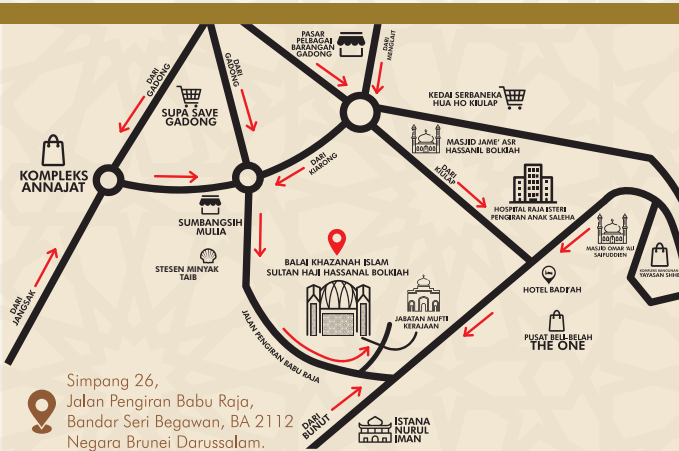 PASAR
PELBAGAI
BARANGAN
GADONG
DARI
MENGLAIT
DARI
GADONG
DARI
GADONG
SUPA SAVE
GADONG
KEDAI SERBANEKA
HUA HO KIULAP
MASJID JAME' ASR
HASSANIL BOLKIAH
KOMPLEKS
ANNAJAT
DARI
KIARONG
DARI
KIULAP
HOSPITAL RAJA ISTERI
PENGIRAN ANAK SALEHA
SUMBANGSIH
MULIA
STESEN MINYAK
TAIB
BALAI KHAZANAH ISLAM
SULTAN HAJI HASSANAL BOLKIAH
MASJID OMAR 'ALI
SAIFUDDIEN
KOMPLEKS BANGUNAN
YAYASAN SHHB
HOTEL BADI'AH
DARI
JANGSAK
JABATAN MUFTI
KERAJAAN
PUSAT BELI-BELAH
THE ONE
JALAN PENGIRAN BABU RAJA
DARI
BUNUT
ISTANA
NURUL
IMAN
Simpang 26,
Jalan Pengiran Babu Raja,
Bandar Seri Begawan, BA 2112
Negara Brunei Darussalam.